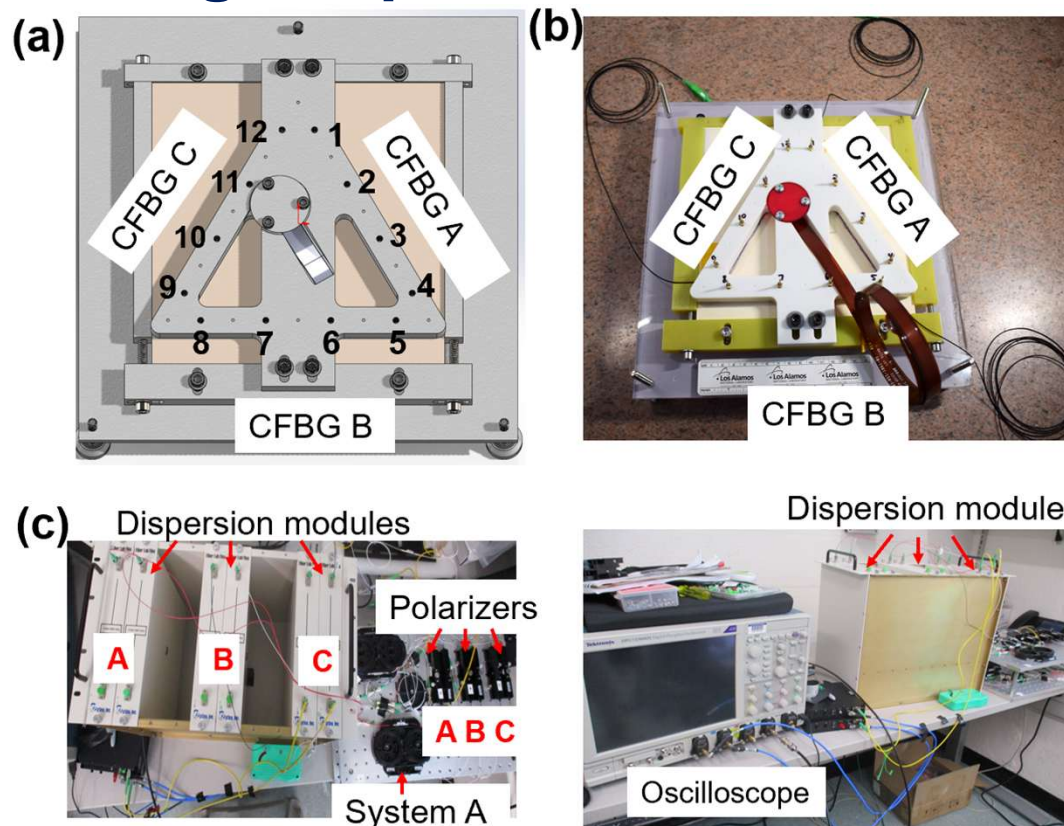 (a)
12
1
CFBG C
CFBG A
11
2
10
3
9
4
8
7
6
5
CFBG B
(b)
CFBG C
CFBG A
Los Alamos
Los Alamos
Los Alamos
CFBG B
(c)
Dispersion modules
A
B
C
Polarizers
A B C
System A
Dispersion module
Tektronix
Oscilloscope